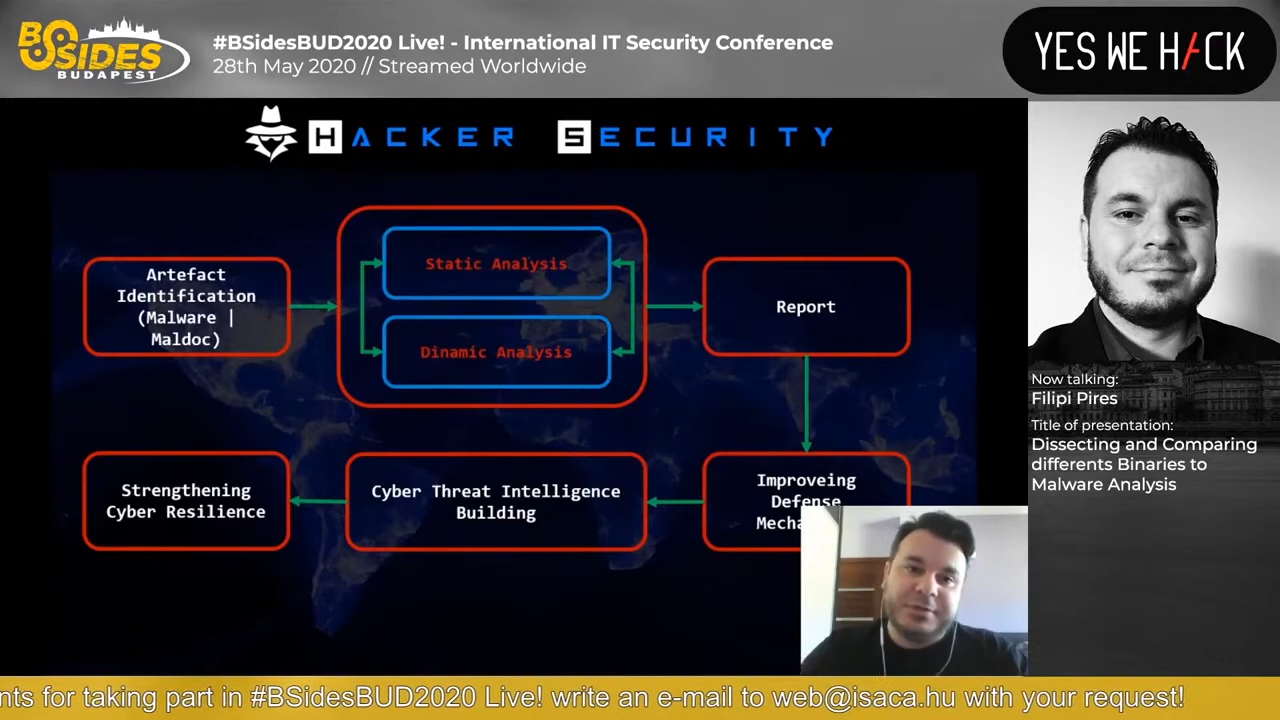 BSIDES
BUDAPEST
#BSidesBUD2020 Live! - International IT Security Conference
28th May 2020 // Streamed Worldwide
YES WE H/CK
HACKER SECURITY
Artefact
Identification
(Malware |
Maldoc)
Static Analysis
Dinamic Analysis
Report
Strengthening
Cyber Resilience
Cyber Threat Intelligence
Building
Improveing
Defense
Mecha
Now talking:
Filipi Pires
Title of presentation:
Dissecting and Comparing
differents Binaries to
Malware Analysis
nts for taking part in #BSidesBUD2020 Live! write an e-mail to web@isaca.hu with your request!